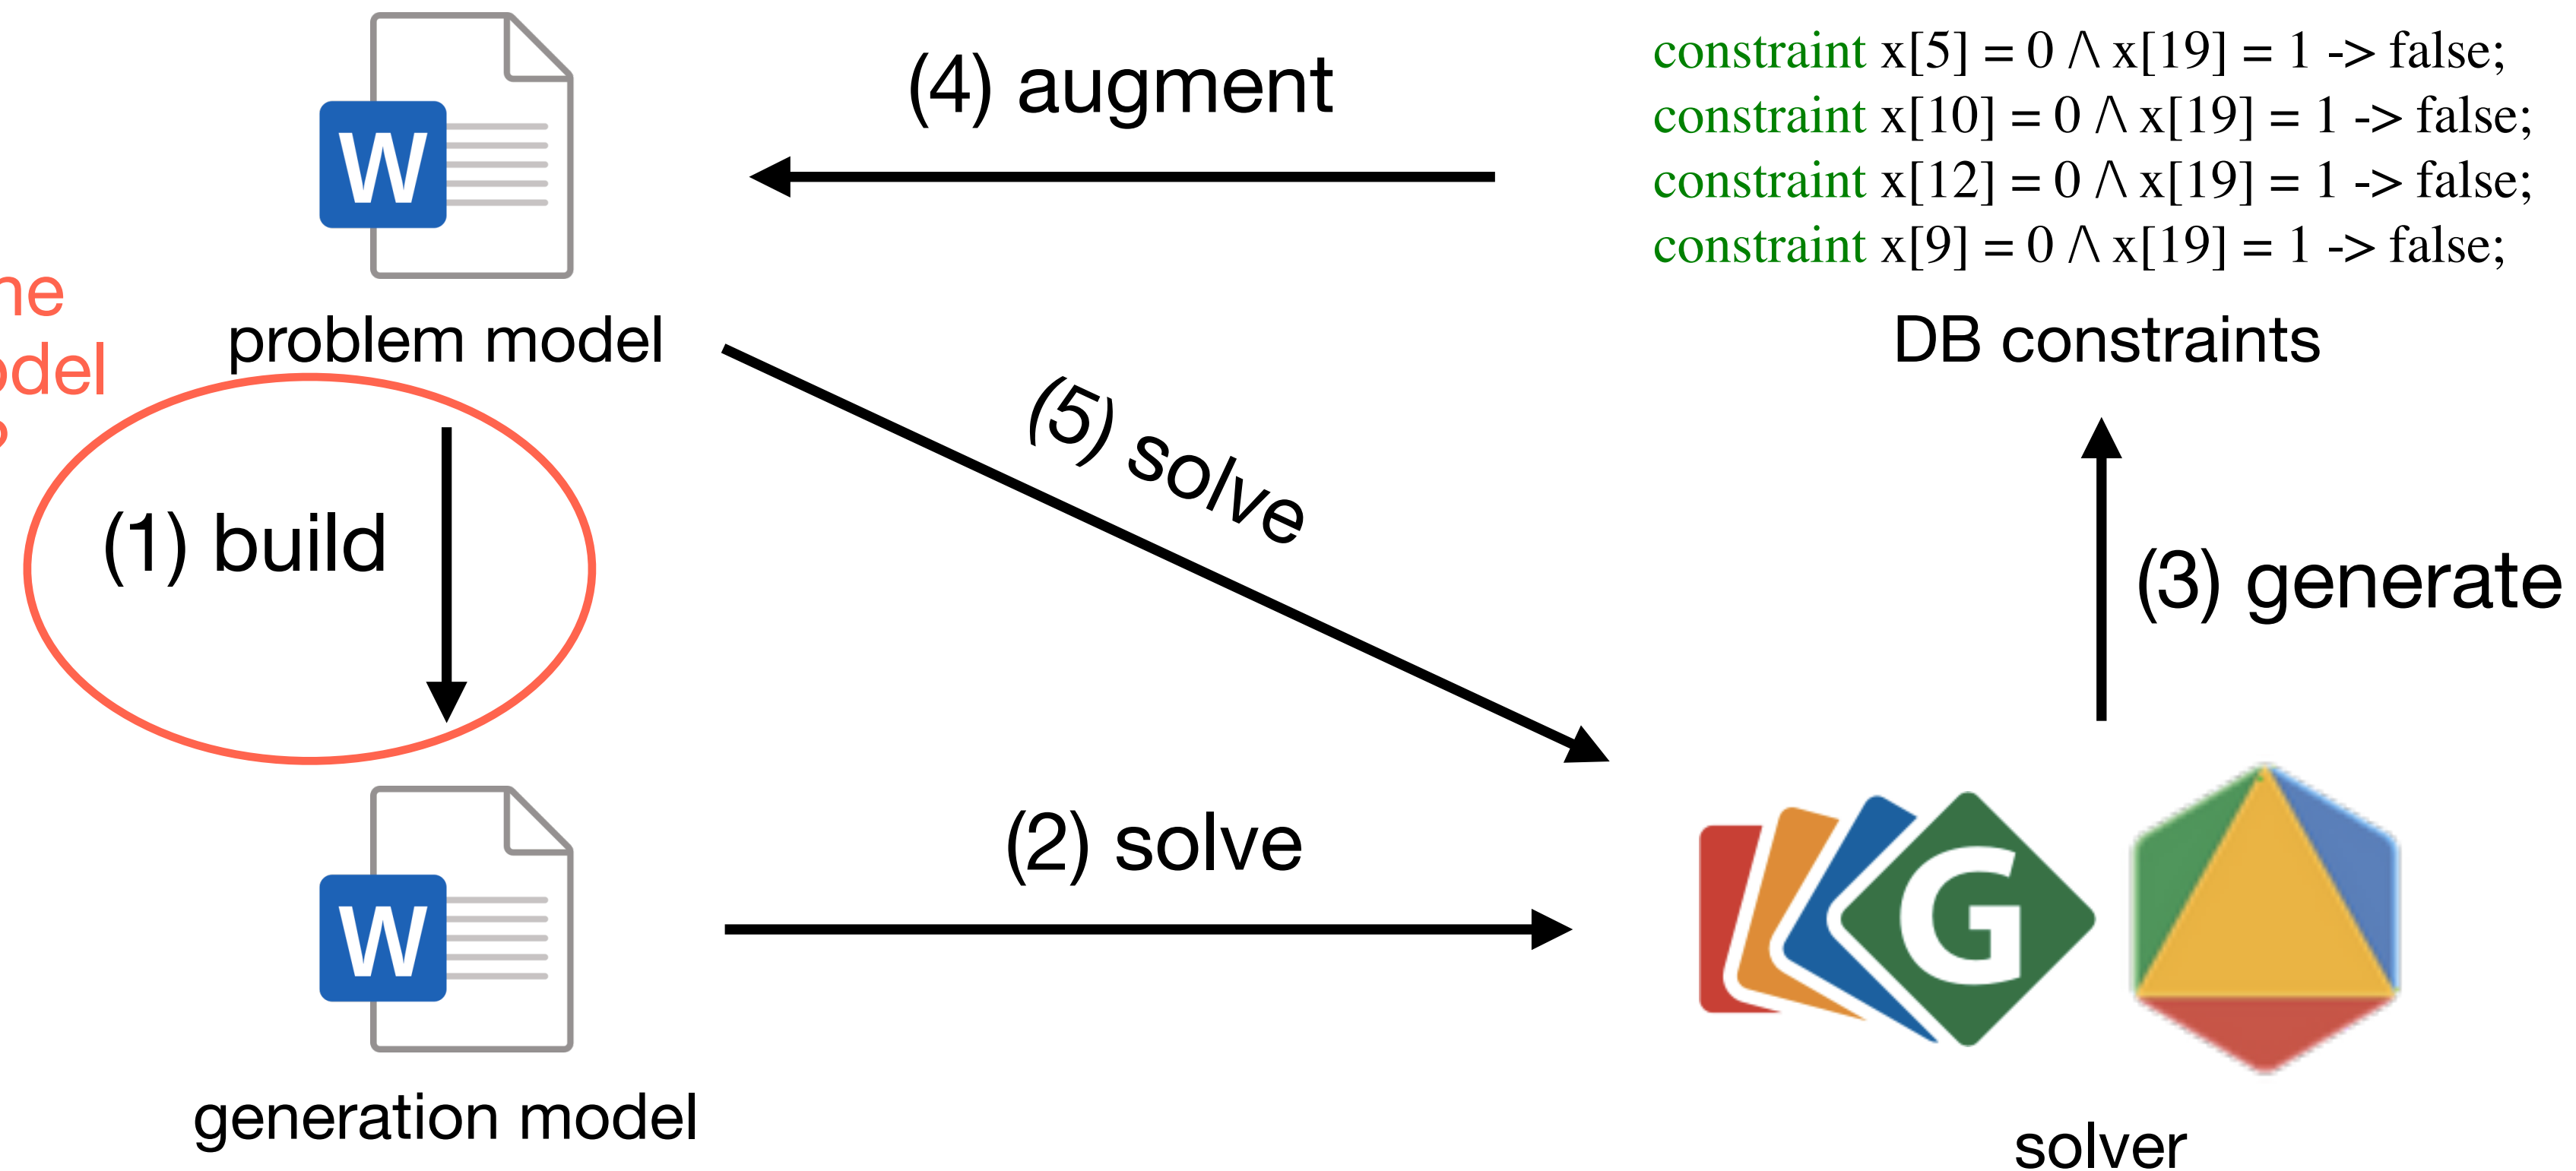 (4) augment
constraint x[5] = 0 /\ x[19] = 1 -> false;
constraint x[10] = 0 /\ x[19] = 1 -> false;
constraint x[12] = 0 /\ x[19] = 1 -> false;
constraint x[9] = 0 /\ x[19] = 1 -> false;
W
problem model
DB constraints
(5) solve
(1) build
(3) generate
(2) solve
W
G
generation model
solver